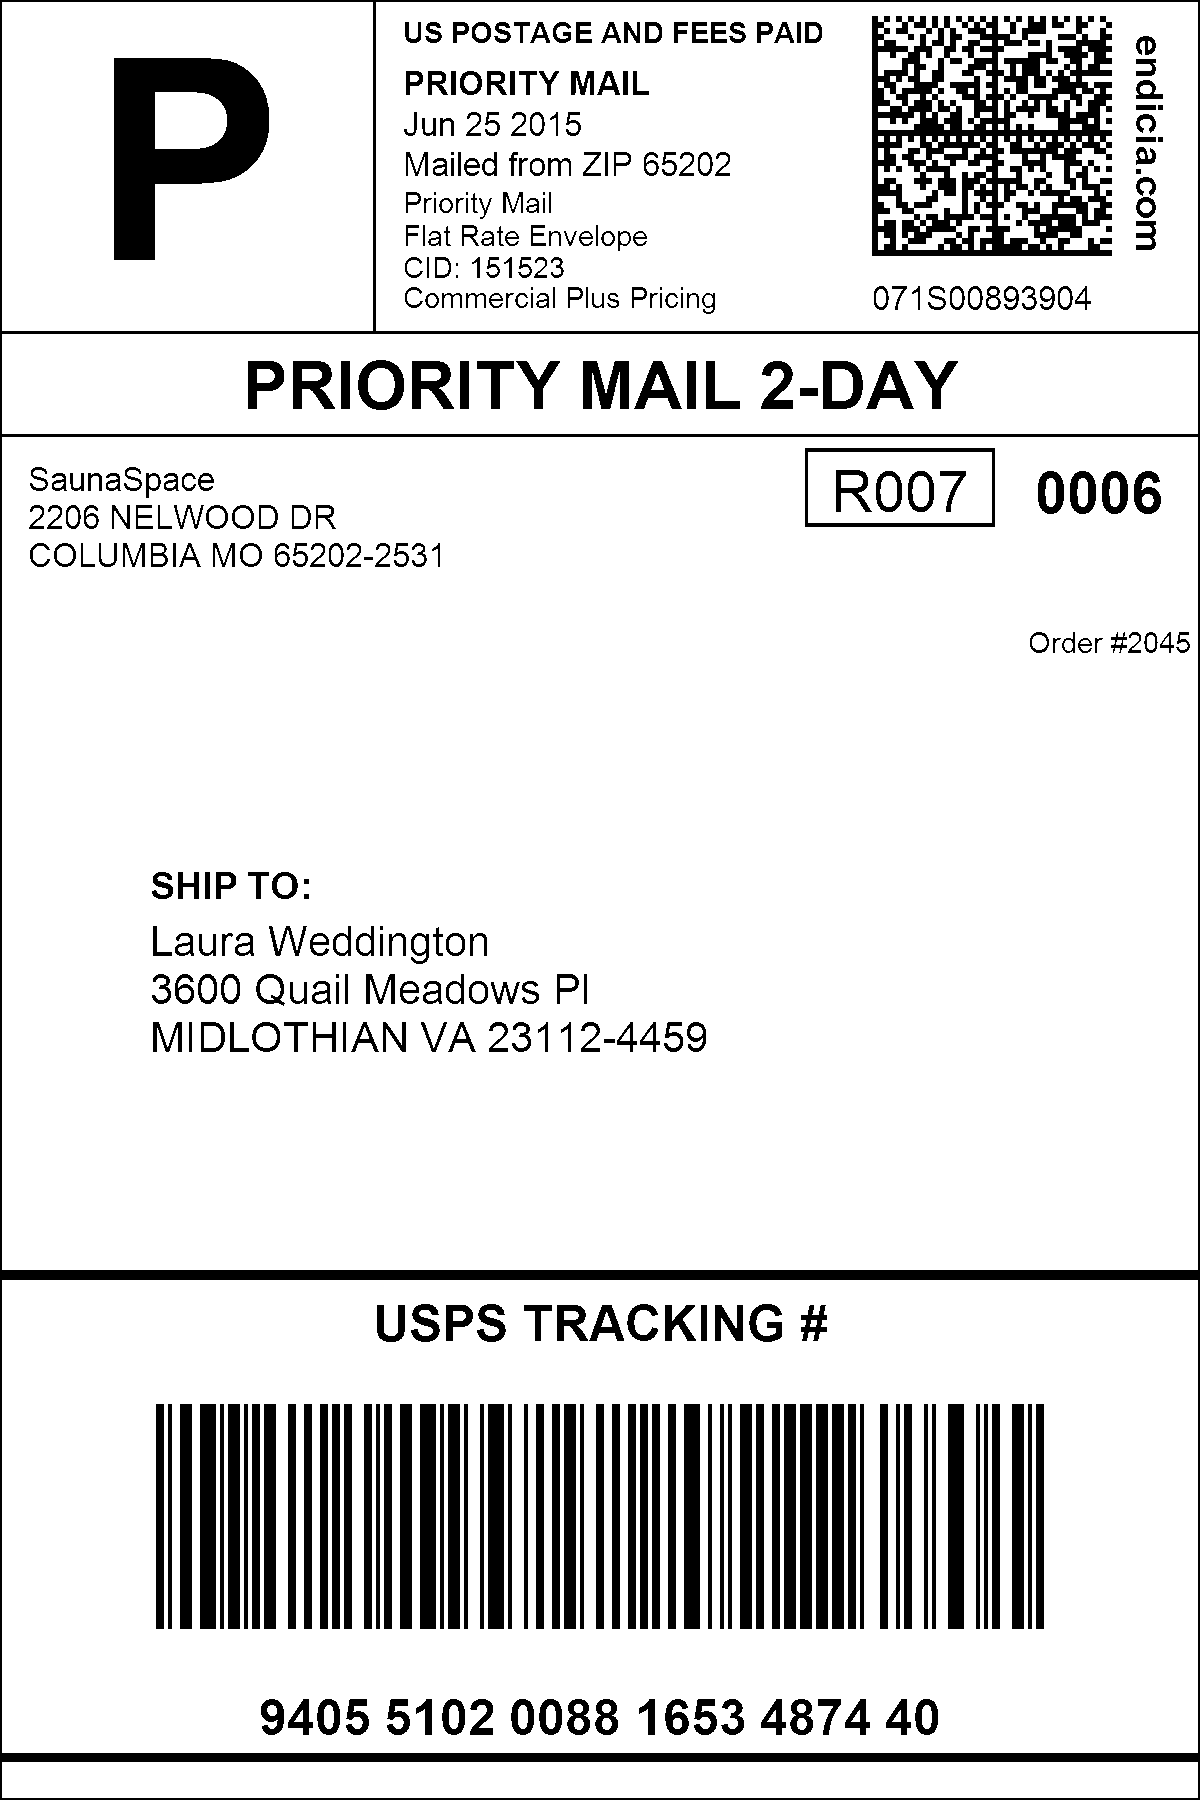 P
US POSTAGE AND FEES PAID
PRIORITY MAIL
Jun 25 2015
Mailed from ZIP 65202
Priority Mail
Flat Rate Envelope
CID: 151523
Commercial Plus Pricing
endicia.com
071S00893904
PRIORITY MAIL 2-DAY
SaunaSpace
2206 NELWOOD DR
COLUMBIA MO 65202-2531
R007 0006
Order #2045
SHIP TO:
Laura Weddington
3600 Quail Meadows Pl
MIDLOTHIAN VA 23112-4459
USPS TRACKING #
9405 5102 0088 1653 4874 40